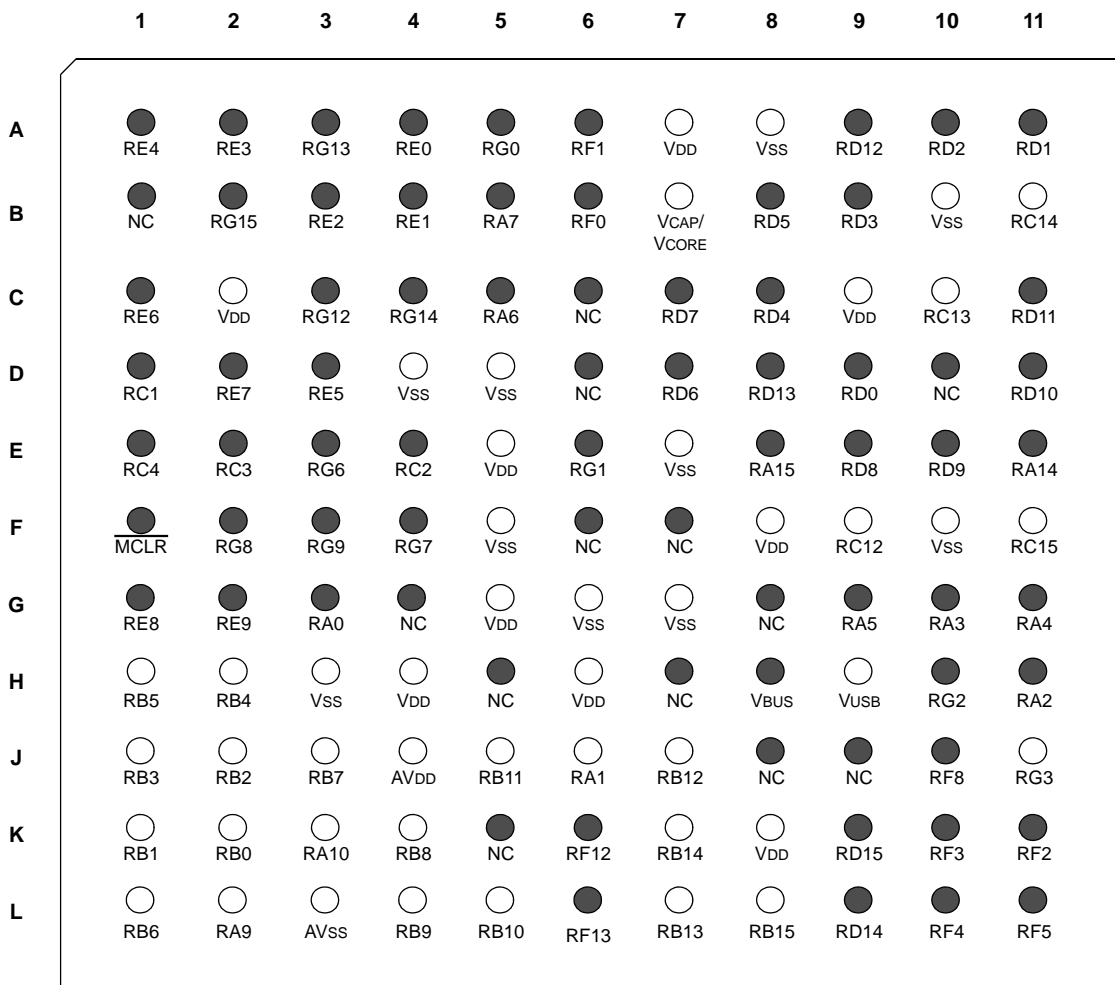 1 2 3 4 5 6 7 8 9 10 11
A
RE4 RE3 RG13 RE0 RG0 RF1 VDD VSS RD12 RD2 RD1
B
NC RG15 RE2 RE1 RA7 RF0 VCAP/ RD5 RD3 VSS RC14
VCORE
C
RE6 VDD RG12 RG14 RA6 NC RD7 RD4 VDD RC13 RD11
D
RC1 RE7 RE5 VSS VSS NC RD6 RD13 RD0 NC RD10
E
RC4 RC3 RG6 RC2 VDD RG1 VSS RA15 RD8 RD9 RA14
F
MCLR RG8 RG9 RG7 VSS NC NC VDD RC12 VSS RC15
G
RE8 RE9 RA0 NC VDD VSS VSS NC RA5 RA3 RA4
H
RB5 RB4 VSS VDD NC VDD NC VBUS VUSB RG2 RA2
J
RB3 RB2 RB7 AVDD RB11 RA1 RB12 NC NC RF8 RG3
K
RB1 RB0 RA10 RB8 NC RF12 RB14 VDD RD15 RF3 RF2
L
RB6 RA9 AVSS RB9 RB10 RF13 RB13 RB15 RD14 RF4 RF5